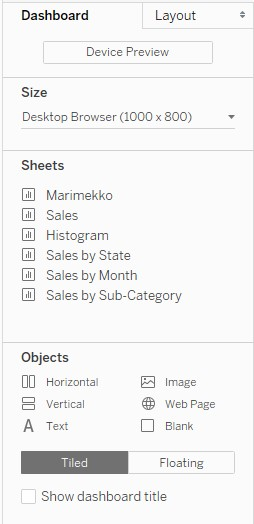 Dashboard Layout
Device Preview
Size
Desktop Browser (1000 x 800)
Sheets
Marimekko
Sales
Histogram
Sales by State
Sales by Month
Sales by Sub-Category
Objects
Horizontal Image
Vertical Web Page
A Text Blank
Tiled Floating
Show dashboard title